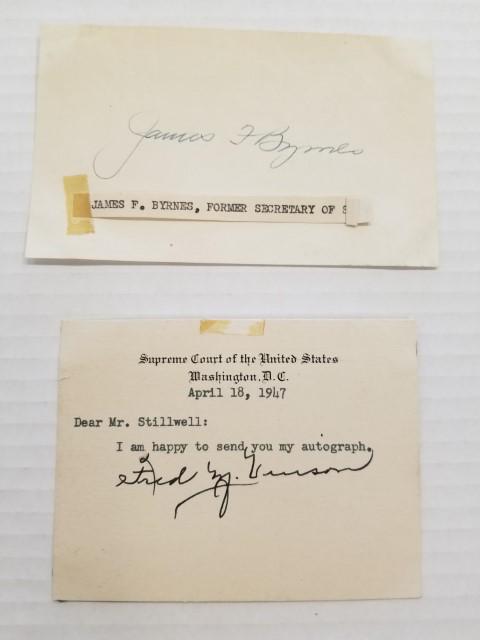 James F Byrnes
JAMES F. BYRNES, FORMER SECRETARY OF S
Supreme Court of the United States
Washington, D.C.
April 18, 1947
Dear Mr. Stillwell:
I am happy to send you my autograph.
Fred M. Vinson